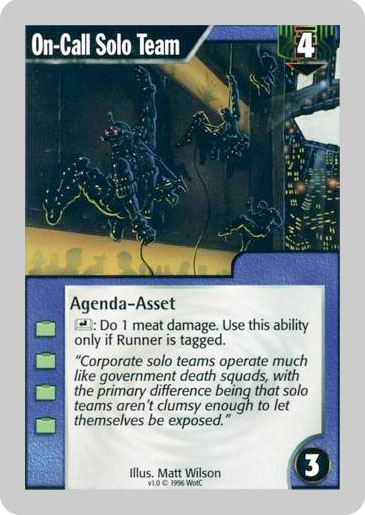 On-Call Solo Team
4
Agenda-Asset
: Do 1 meat damage. Use this ability
only if Runner is tagged.
“Corporate solo teams operate much
like government death squads, with
the primary difference being that solo
teams aren’t clumsy enough to let
themselves be exposed.”
Illus. Matt Wilson
v1.0 © 1996 WotC
3